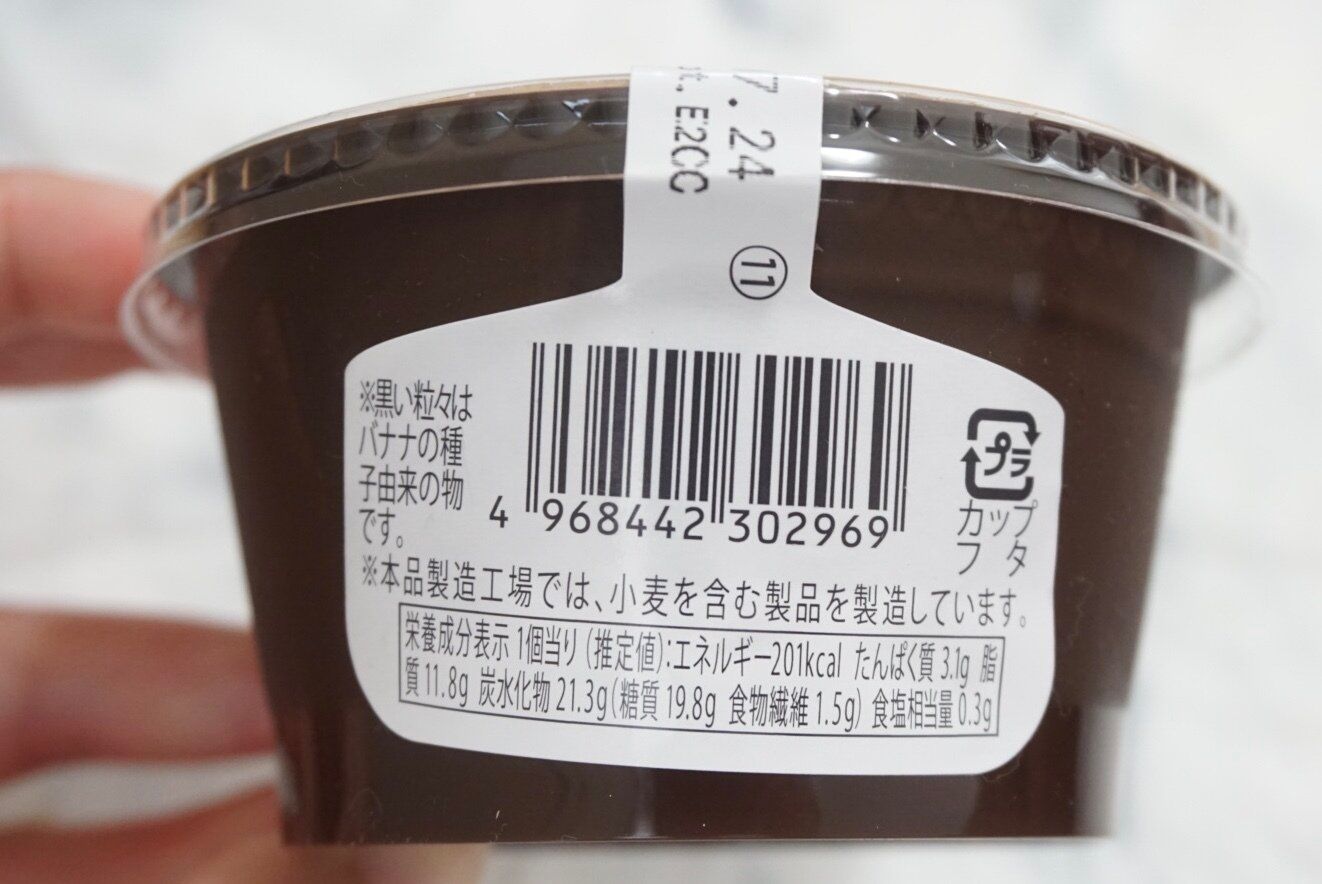 7.24
t. E2CC
⑪
※黒い粒々は
バナナの種
子由来の物
です。
4 968442 302969
プラ
カップ
フタ
※本品製造工場では、小麦を含む製品を製造しています。
栄養成分表示 1個当り (推定値):エネルギー201kcal たんぱく質 3.1g 脂
質 11.8g 炭水化物 21.3g(糖質 19.8g 食物繊維 1.5g) 食塩相当量 0.3g